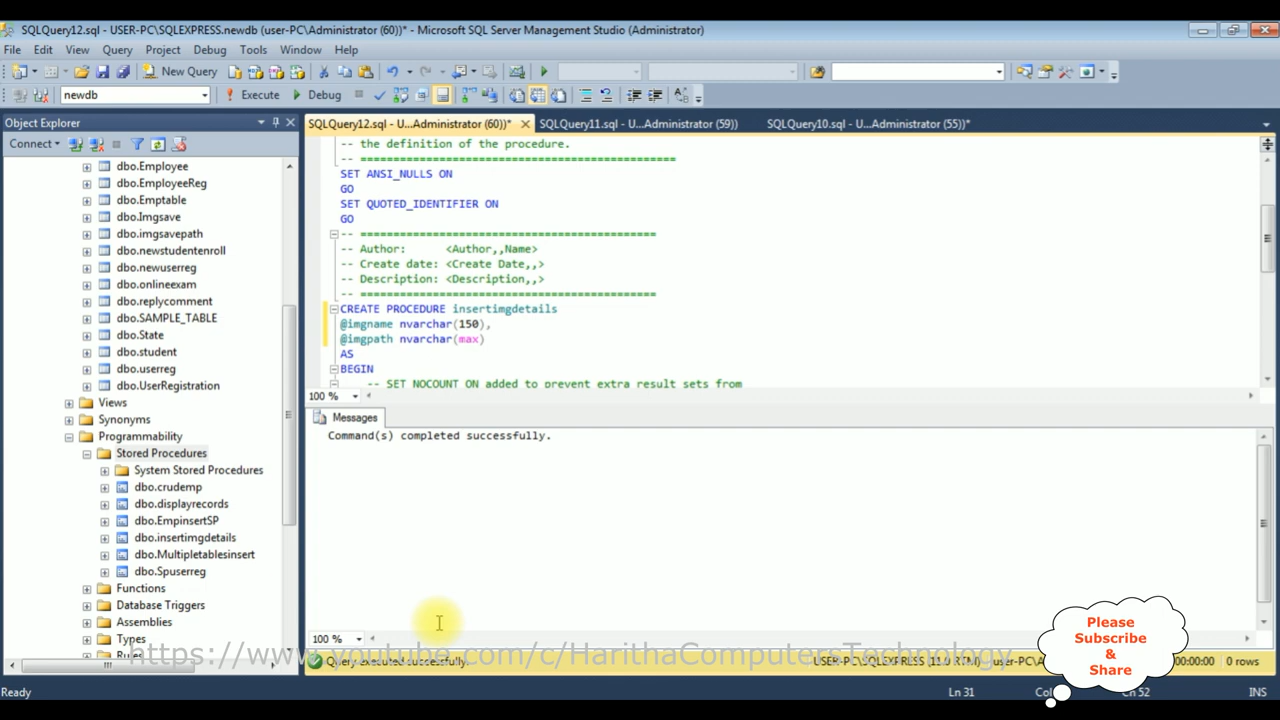 SQLQuery12.sql - USER-PC\SQLEXPRESS.newdb (user-PC\Administrator (60))* - Microsoft SQL Server Management Studio (Administrator)
File Edit View Query Project Debug Tools Window Help
New Query
newdb Execute Debug
Object Explorer
Connect
dbo.Employee
dbo.EmployeeReg
dbo.Emptable
dbo.Imgsave
dbo.imgsavepath
dbo.newstudentenroll
dbo.newuserreg
dbo.onlineexam
dbo.replycomment
dbo.SAMPLE_TABLE
dbo.State
dbo.student
dbo.userreg
dbo.UserRegistration
Views
Synonyms
Programmability
Stored Procedures
System Stored Procedures
dbo.crudemp
dbo.displayrecords
dbo.EmpinsertSP
dbo.insertimgdetails
dbo.Multipletablesinsert
dbo.Spuserreg
Functions
Database Triggers
Assemblies
Types
Rules
SQLQuery12.sql - U...Administrator (60))* SQLQuery11.sql - U...Administrator (59)) SQLQuery10.sql - U...Administrator (55))*
-- the definition of the procedure.
-- ================================================
SET ANSI_NULLS ON
GO
SET QUOTED_IDENTIFIER ON
GO
-- =============================================
-- Author: <Author,,Name>
-- Create date: <Create Date,,>
-- Description: <Description,,>
-- =============================================
CREATE PROCEDURE insertimgdetails
@imgname nvarchar(150),
@imgpath nvarchar(max)
AS
BEGIN
-- SET NOCOUNT ON added to prevent extra result sets from
100 %
Messages
Command(s) completed successfully.
100 %
https://www.youtube.com/c/HarithaComputersTechnology
Query executed successfully. USER-PC\SQLEXPRESS (11.0 RTM) user-PC\A 00:00:00 0 rows
Ready Ln 31 Col Ch 52 INS
Please
Subscribe
&
Share